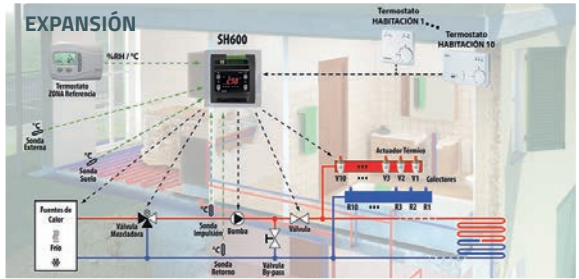 EXPANSIÓN
SH600
Termostato
HABITACIÓN 1
Termostato
HABITACIÓN 10
%RH / °C
Termostato
ZONA Referencia
°C
Sonda
Externa
°C
Sonda
Suelo
Actuador Térmico
V10 ••• V3 V2 V1
Colectores
R10 ••• R3 R2 R1
Fuentes de
Calor
Frío
Válvula
Mezcladora
°C
Sonda
Impulsión
Bomba
Válvula
°C
Sonda
Retorno
Válvula
By-pass